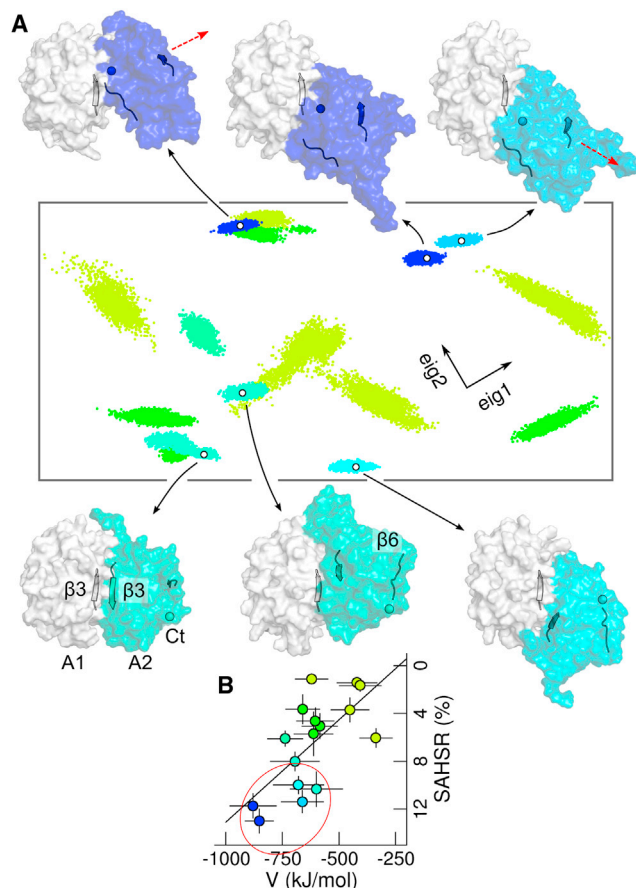 A
eig2
eig1
β3
β3
Ct
A1
A2
β6
B
0
4
8
12
SAHSR (%)
-1000
-750
-500
-250
V (kJ/mol)